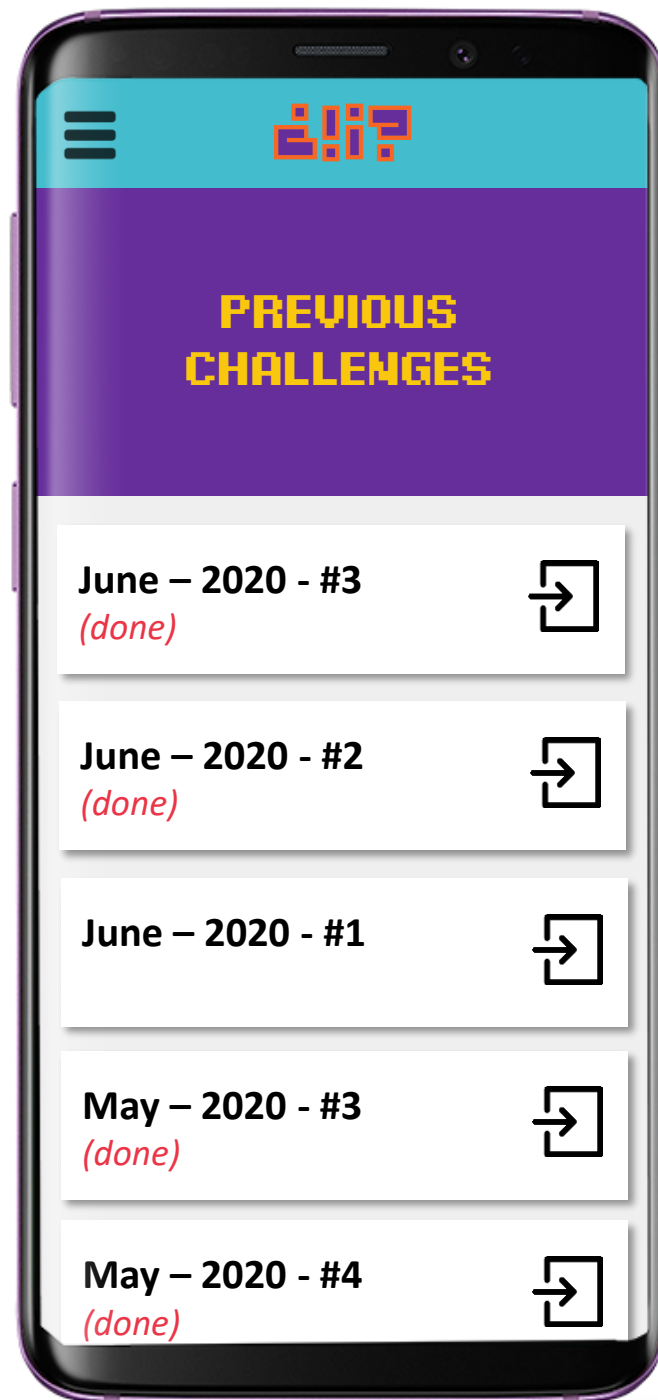 ¿!¡?
PREVIOUS
CHALLENGES
June – 2020 - #3
(done)
June – 2020 - #2
(done)
June – 2020 - #1
May – 2020 - #3
(done)
May – 2020 - #4
(done)